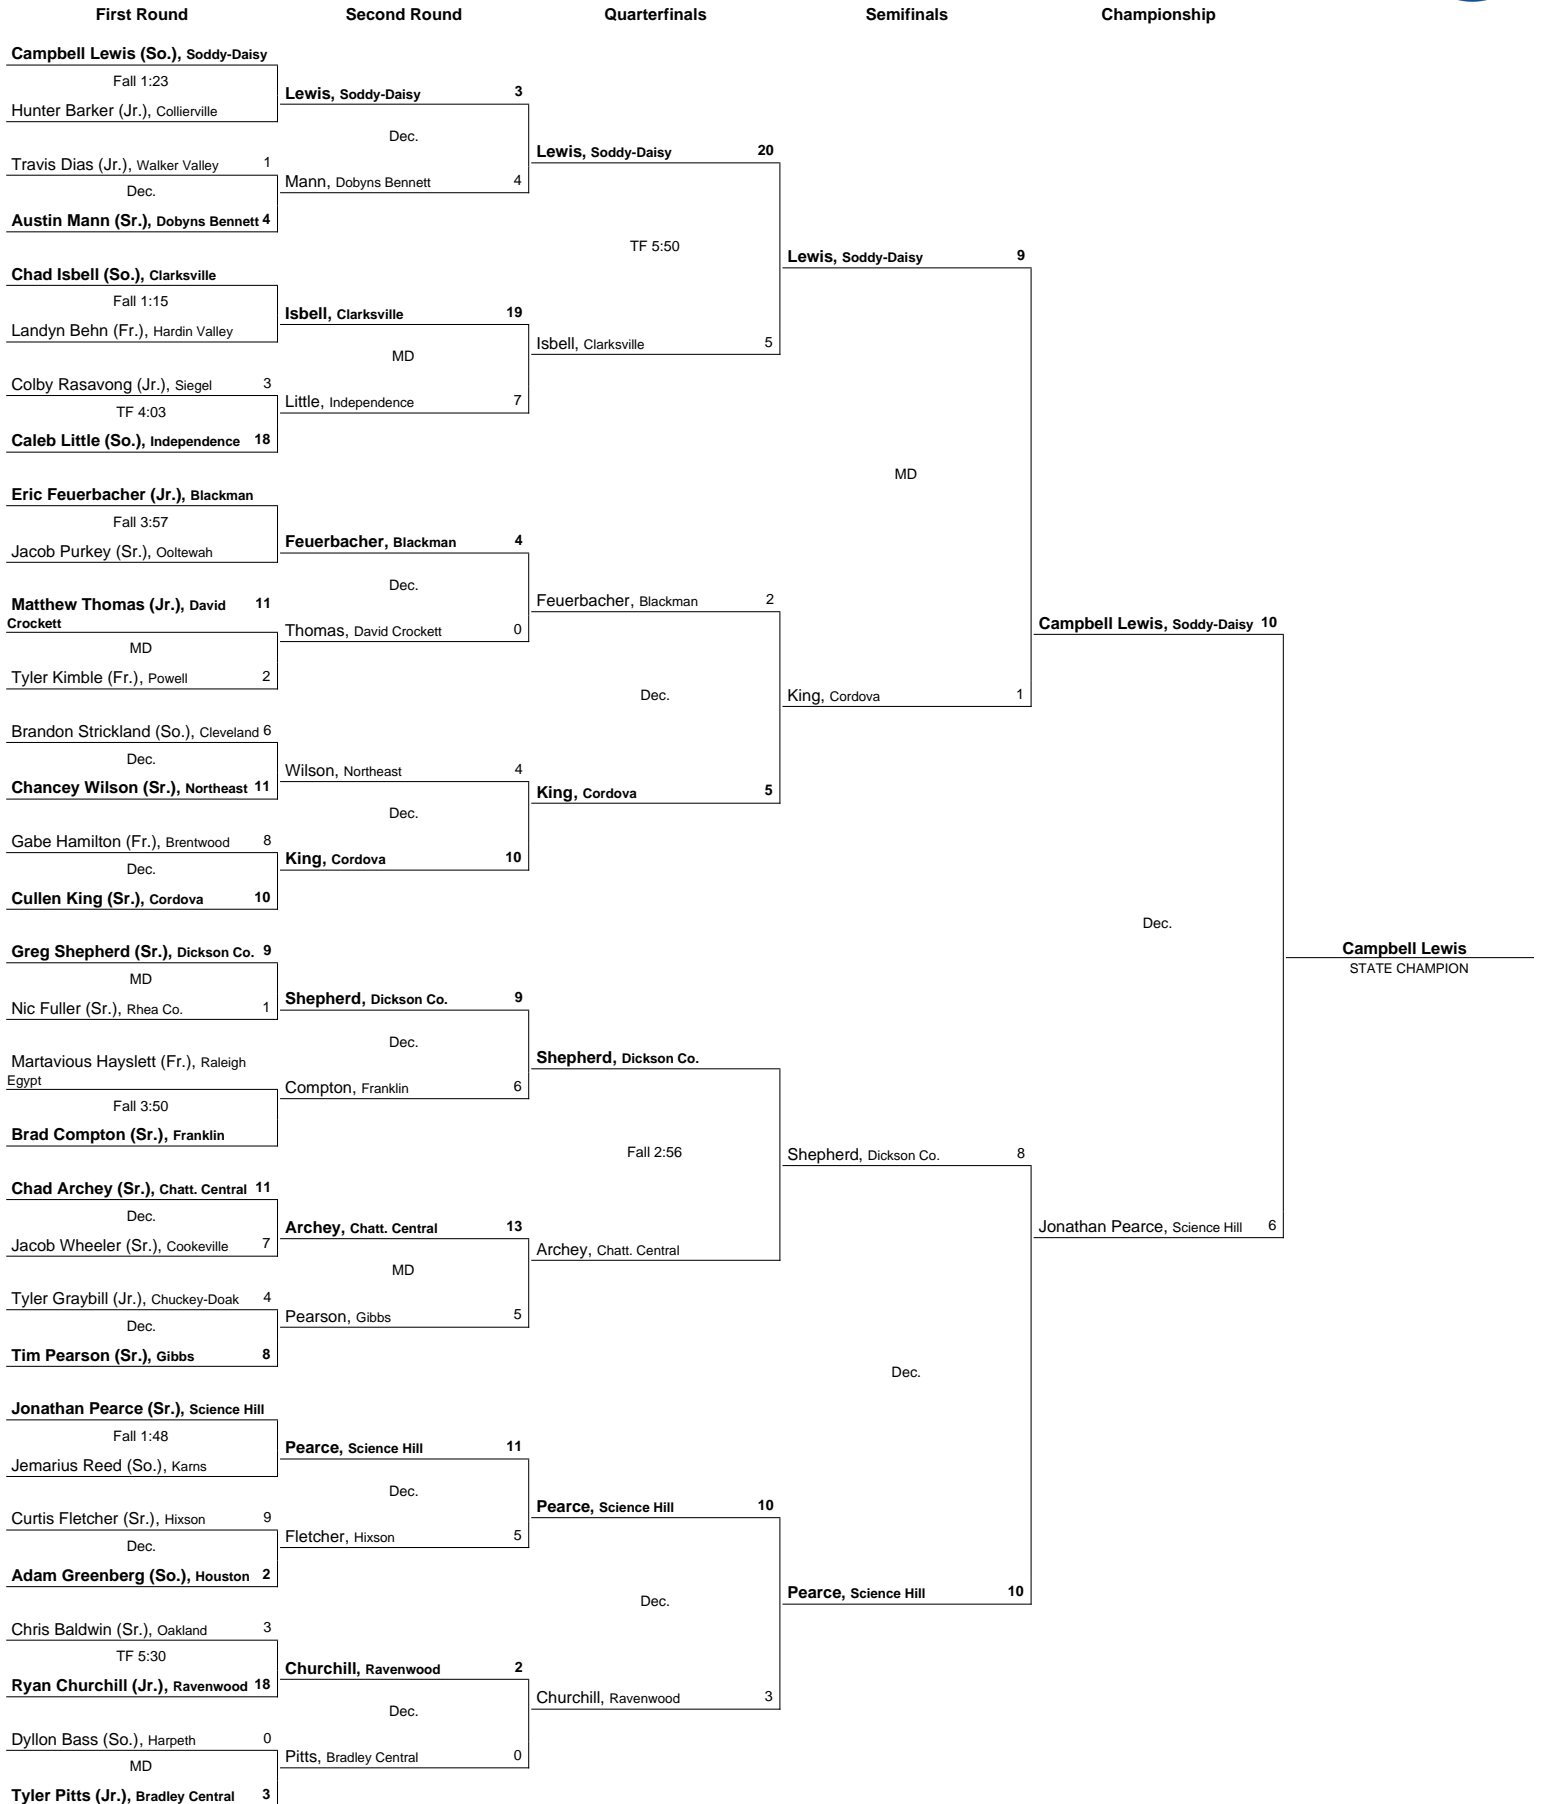 First Round Second Round Quarterfinals Semifinals Championship
Campbell Lewis (So.), Soddy-Daisy
Fall 1:23
Hunter Barker (Jr.), Collierville
Travis Dias (Jr.), Walker Valley 1
Dec.
Austin Mann (Sr.), Dobyns Bennett 4
Chad Isbell (So.), Clarksville
Fall 1:15
Landyn Behn (Fr.), Hardin Valley
Colby Rasavong (Jr.), Siegel 3
TF 4:03
Caleb Little (So.), Independence 18
Eric Feuerbacher (Jr.), Blackman
Fall 3:57
Jacob Purkey (Sr.), Ooltewah
Matthew Thomas (Jr.), David 11
Crockett
MD
Tyler Kimble (Fr.), Powell 2
Brandon Strickland (So.), Cleveland 6
Dec.
Chancey Wilson (Sr.), Northeast 11
Gabe Hamilton (Fr.), Brentwood 8
Dec.
Cullen King (Sr.), Cordova 10
Greg Shepherd (Sr.), Dickson Co. 9
MD
Nic Fuller (Sr.), Rhea Co. 1
Martavious Hayslett (Fr.), Raleigh
Egypt
Fall 3:50
Brad Compton (Sr.), Franklin
Chad Archey (Sr.), Chatt. Central 11
Dec.
Jacob Wheeler (Sr.), Cookeville 7
Tyler Graybill (Jr.), Chuckey-Doak 4
Dec.
Tim Pearson (Sr.), Gibbs 8
Jonathan Pearce (Sr.), Science Hill
Fall 1:48
Jemarius Reed (So.), Karns
Curtis Fletcher (Sr.), Hixson 9
Dec.
Adam Greenberg (So.), Houston 2
Chris Baldwin (Sr.), Oakland 3
TF 5:30
Ryan Churchill (Jr.), Ravenwood 18
Dyllon Bass (So.), Harpeth 0
MD
Tyler Pitts (Jr.), Bradley Central 3
Lewis, Soddy-Daisy 3
Dec.
Mann, Dobyns Bennett 4
Isbell, Clarksville 19
MD
Little, Independence 7
Feuerbacher, Blackman 4
Dec.
Thomas, David Crockett 0
Wilson, Northeast 4
Dec.
King, Cordova 10
Shepherd, Dickson Co. 9
Dec.
Compton, Franklin 6
Archey, Chatt. Central 13
MD
Pearson, Gibbs 5
Pearce, Science Hill 11
Dec.
Fletcher, Hixson 5
Churchill, Ravenwood 2
Dec.
Pitts, Bradley Central 0
Lewis, Soddy-Daisy 20
TF 5:50
Isbell, Clarksville 5
Feuerbacher, Blackman 2
Dec.
King, Cordova 5
Shepherd, Dickson Co.
Fall 2:56
Archey, Chatt. Central
Pearce, Science Hill 10
Dec.
Churchill, Ravenwood 3
Lewis, Soddy-Daisy 9
MD
King, Cordova 1
Shepherd, Dickson Co. 8
Dec.
Pearce, Science Hill 10
Campbell Lewis, Soddy-Daisy 10
Dec.
Jonathan Pearce, Science Hill 6
Campbell Lewis
STATE CHAMPION